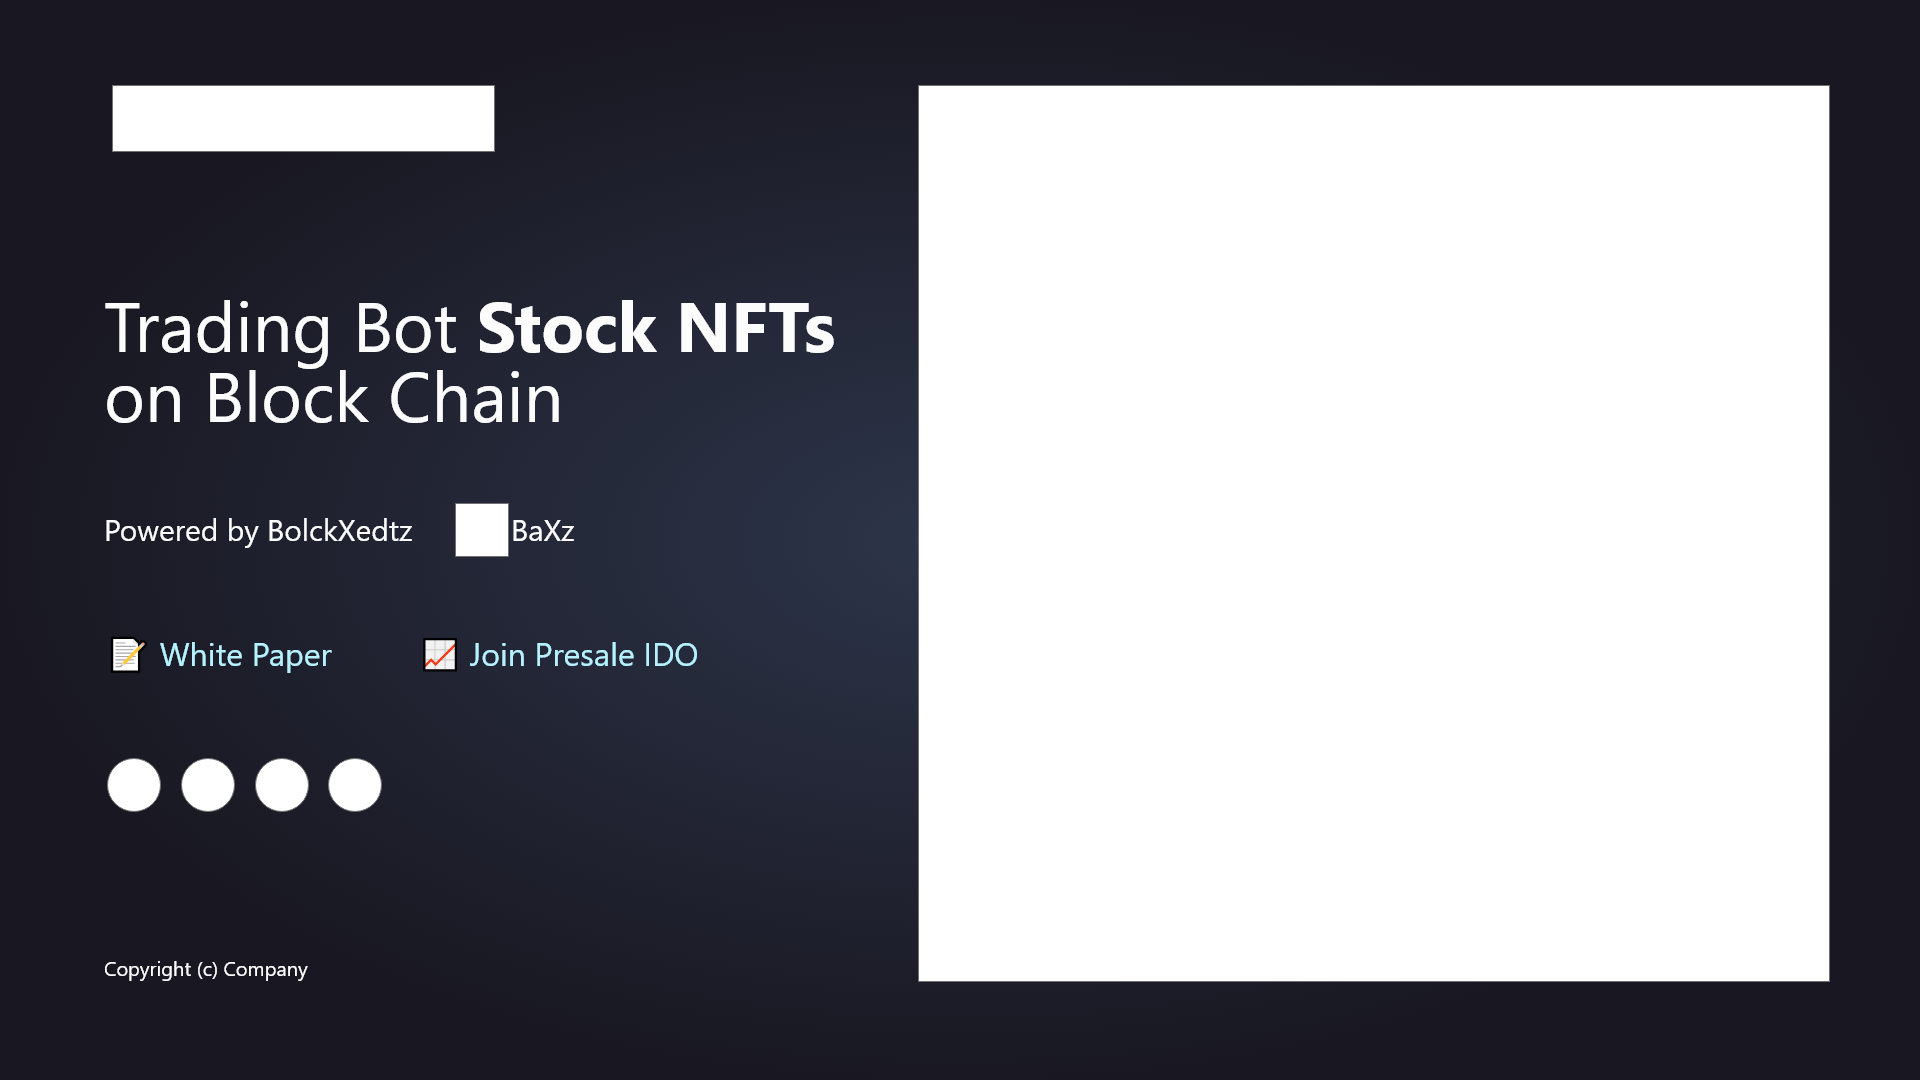 Trading Bot Stock NFTs
on Block Chain
Powered by BolckXedtz BaXz
White Paper Join Presale IDO
Copyright (c) Company